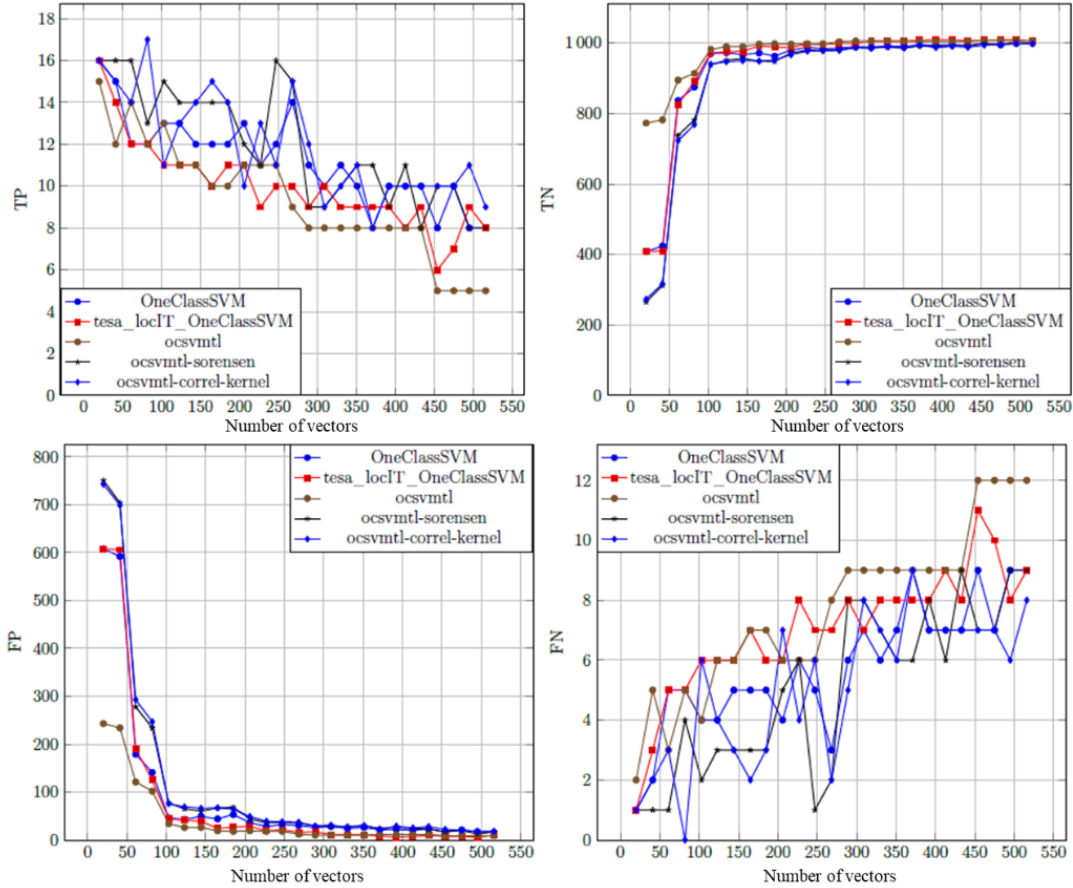 18
16
14
12
10
8
6
4
2
0
TP
OneClassSVM
tesa_locIT_OneClassSVM
ocsvmtl
ocsvmtl-sorensen
ocsvmtl-correl-kernel
0 50 100 150 200 250 300 350 400 450 500 550
Number of vectors
1 000
800
600
400
200
0
TN
OneClassSVM
tesa_locIT_OneClassSVM
ocsvmtl
ocsvmtl-sorensen
ocsvmtl-correl-kernel
0 50 100 150 200 250 300 350 400 450 500 550
Number of vectors
800
700
600
500
400
300
200
100
0
FP
OneClassSVM
tesa_locIT_OneClassSVM
ocsvmtl
ocsvmtl-sorensen
ocsvmtl-correl-kernel
0 50 100 150 200 250 300 350 400 450 500 550
Number of vectors
12
10
8
6
4
2
0
FN
OneClassSVM
tesa_locIT_OneClassSVM
ocsvmtl
ocsvmtl-sorensen
ocsvmtl-correl-kernel
0 50 100 150 200 250 300 350 400 450 500 550
Number of vectors